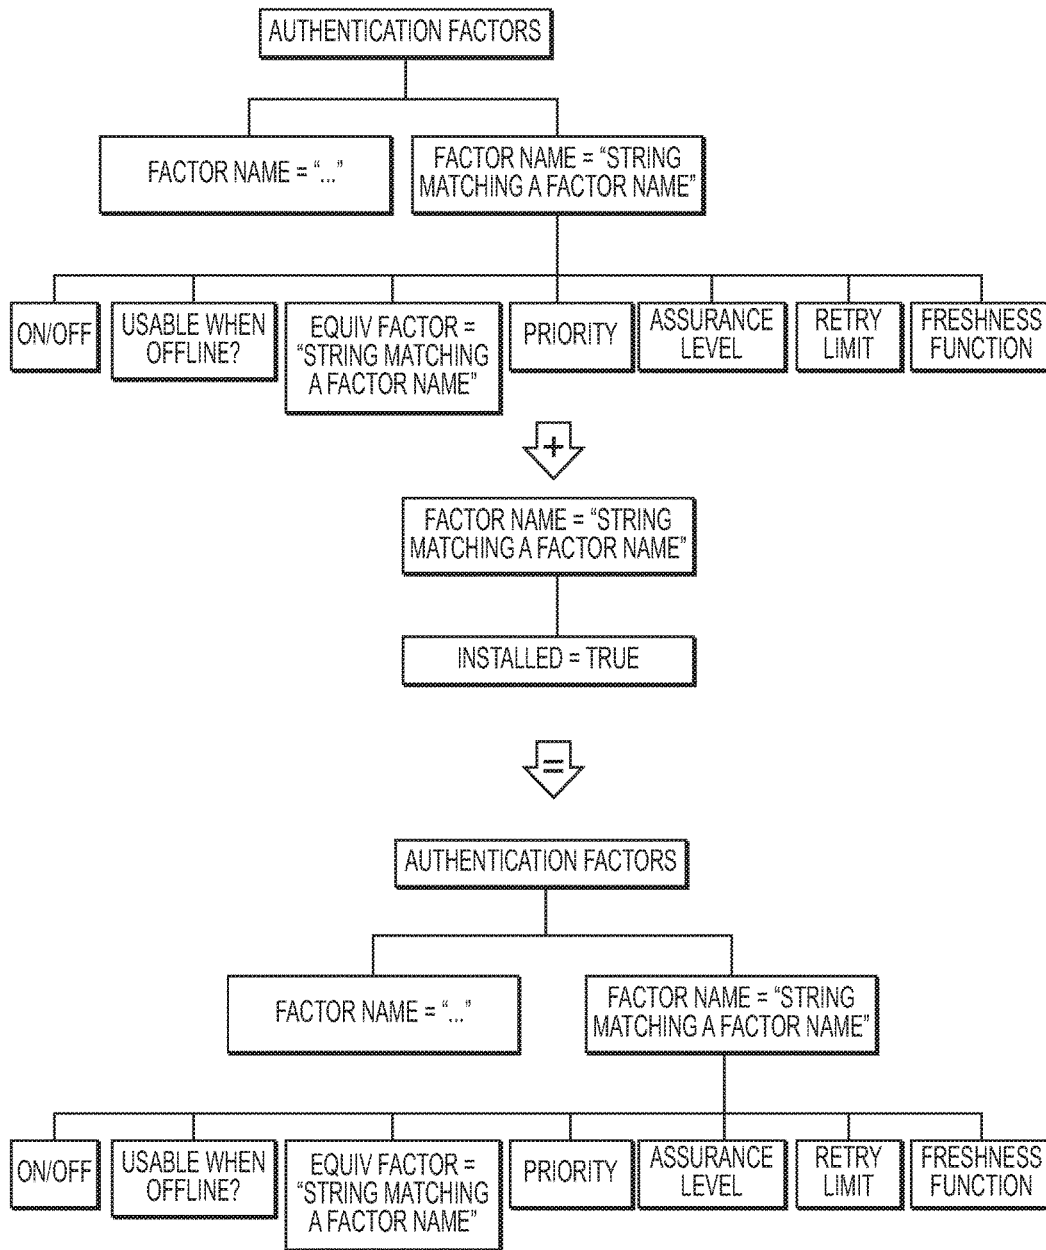 AUTHENTICATION FACTORS
FACTOR NAME = “...”
FACTOR NAME = “STRING
MATCHING A FACTOR NAME”
ON/OFF
USABLE WHEN
OFFLINE?
EQUIV FACTOR =
“STRING MATCHING
A FACTOR NAME”
PRIORITY
ASSURANCE
LEVEL
RETRY
LIMIT
FRESHNESS
FUNCTION
+
FACTOR NAME = “STRING
MATCHING A FACTOR NAME”
INSTALLED = TRUE
=
AUTHENTICATION FACTORS
FACTOR NAME = “...”
FACTOR NAME = “STRING
MATCHING A FACTOR NAME”
ON/OFF
USABLE WHEN
OFFLINE?
EQUIV FACTOR =
“STRING MATCHING
A FACTOR NAME”
PRIORITY
ASSURANCE
LEVEL
RETRY
LIMIT
FRESHNESS
FUNCTION